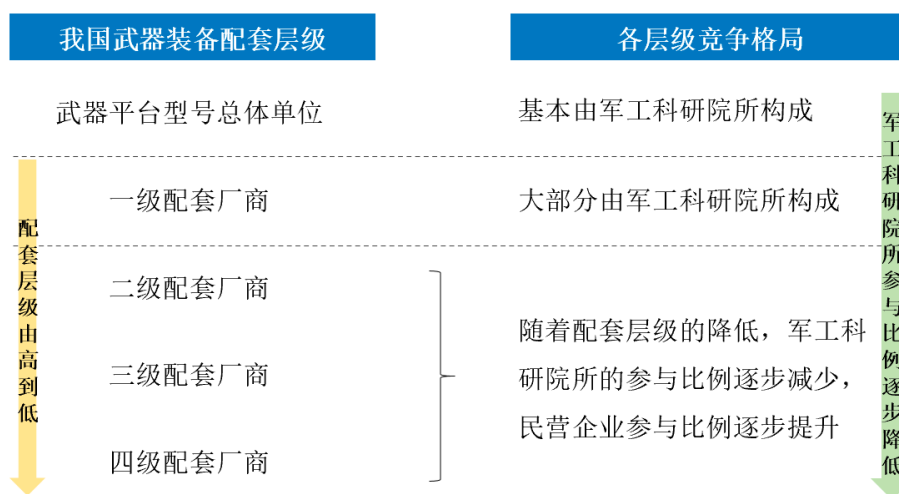 我国武器装备配套层级
各层级竞争格局
武器平台型号总体单位
基本由军工科研院所构成
一级配套厂商
大部分由军工科研院所构成
二级配套厂商
三级配套厂商
四级配套厂商
随着配套层级的降低，军工科
研院所的参与比例逐步减少，
民营企业参与比例逐步提升
配套层级由高到低
军工科研院所参与比例逐步降低